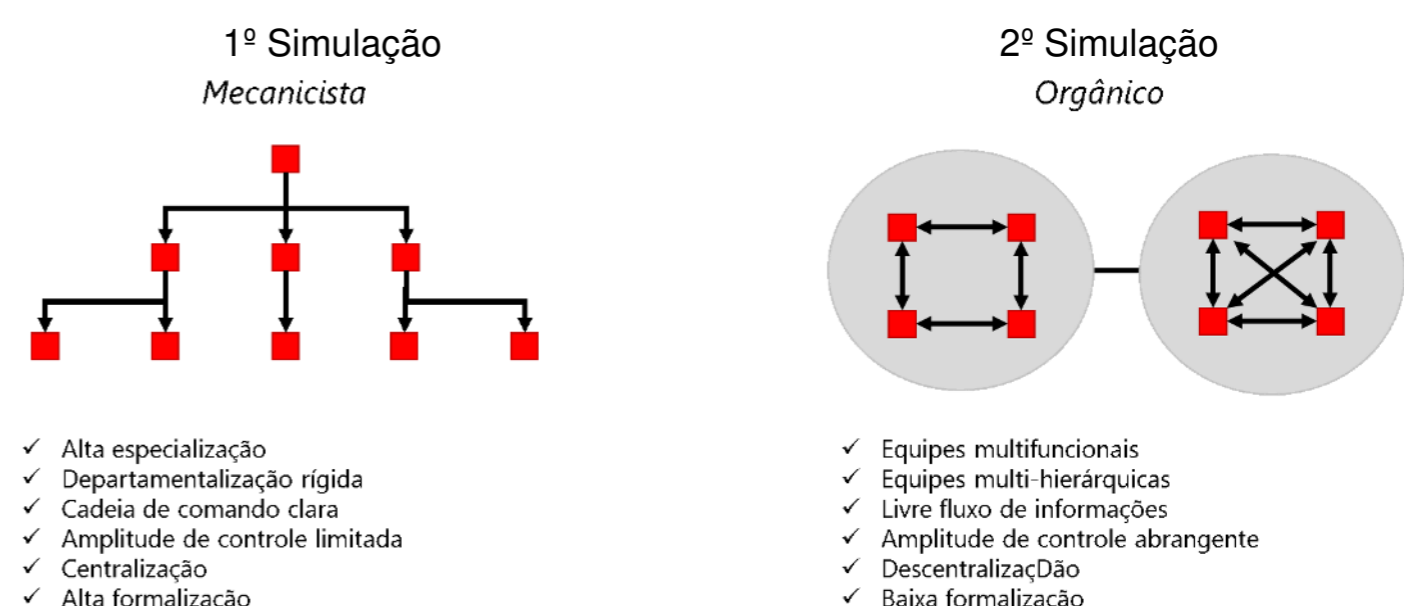 1º Simulação
Mecanicista
✓ Alta especialização
✓ Departamentalização rígida
✓ Cadeia de comando clara
✓ Amplitude de controle limitada
✓ Centralização
✓ Alta formalização
2º Simulação
Orgânico
✓ Equipes multifuncionais
✓ Equipes multi-hierárquicas
✓ Livre fluxo de informações
✓ Amplitude de controle abrangente
✓ DescentralizaçDão
✓ Baixa formalização